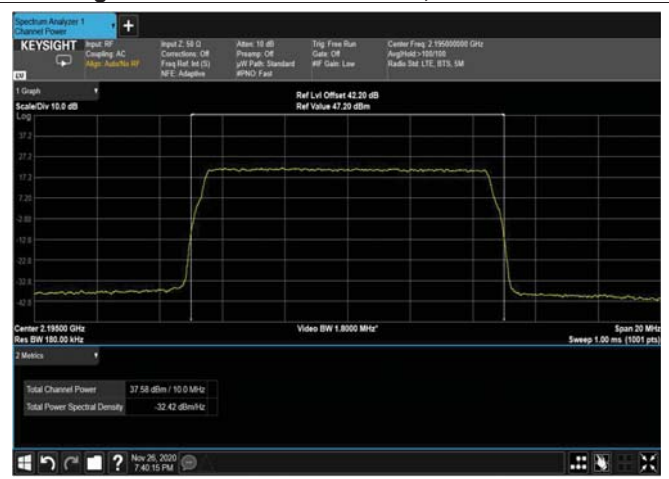 Spectrum Analyzer 1
Channel Power
KEYSIGHT
Input: RF
Coupling: AC
Align: Auto/No RF
Input Z: 50 Ω
Corrections: Off
Freq Ref: Int (S)
NFE: Adaptive
Atten: 10 dB
Preamp: Off
µW Path: Standard
#PNO: Fast
Trig: Free Run
Gate: Off
#IF Gain: Low
Center Freq: 2.195000000 GHz
Avg|Hold:>100/100
Radio Std: LTE, BTS, 5M
1 Graph
Scale/Div 10.0 dB
Ref Lvl Offset 42.20 dB
Ref Value 47.20 dBm
Log
37.2
27.2
17.2
7.20
-2.80
-12.8
-22.8
-32.8
-42.8
Center 2.19500 GHz
Video BW 1.8000 MHz*
Span 20 MHz
Res BW 180.00 kHz
Sweep 1.00 ms (1001 pts)
2 Metrics
Total Channel Power 37.58 dBm / 10.0 MHz
Total Power Spectral Density -32.42 dBm/Hz
Nov 26, 2020
7:40:15 PM